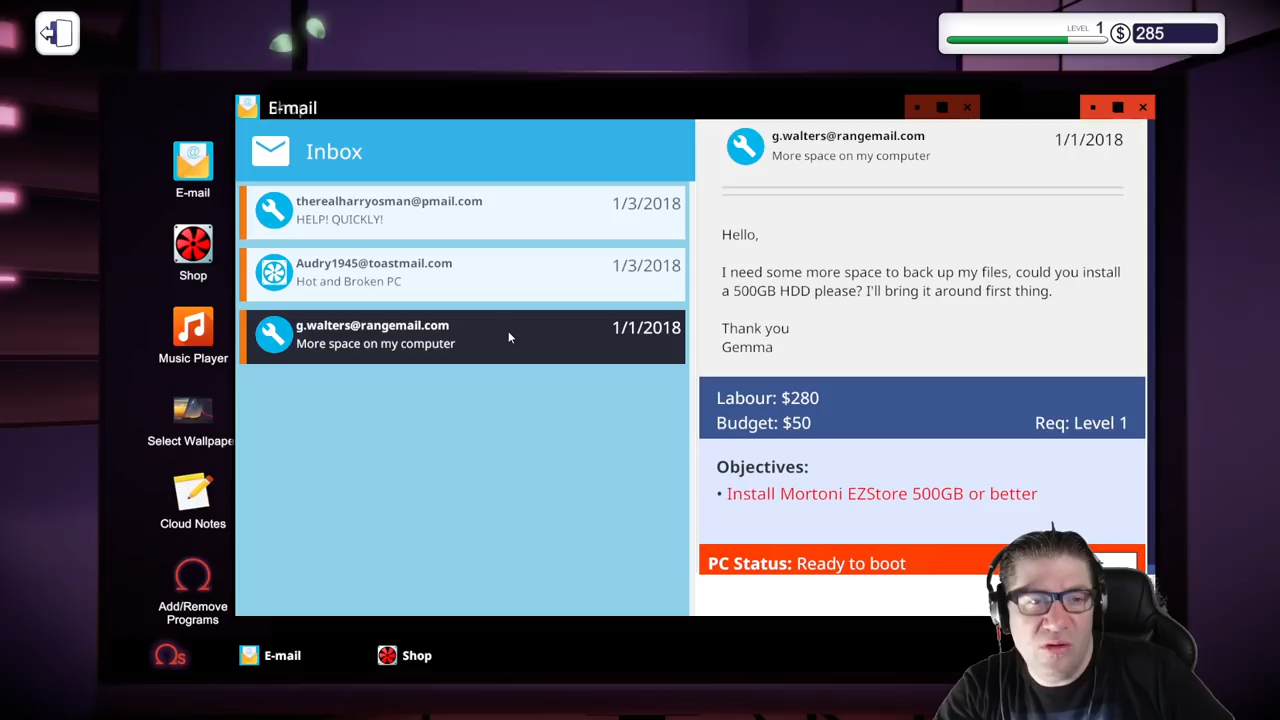 LEVEL 1
$ 285
E-mail
Inbox
therealharryosman@pmail.com
1/3/2018
HELP! QUICKLY!
Audry1945@toastmail.com
1/3/2018
Hot and Broken PC
g.walters@rangemail.com
1/1/2018
More space on my computer
g.walters@rangemail.com
1/1/2018
More space on my computer
Hello,
I need some more space to back up my files, could you install
a 500GB HDD please? I'll bring it around first thing.
Thank you
Gemma
Labour: $280
Budget: $50
Req: Level 1
Objectives:
• Install Mortoni EZStore 500GB or better
PC Status: Ready to boot
E-mail
Shop
Music Player
Select Wallpape
Cloud Notes
Add/Remove
Programs
Ωs
E-mail
Shop